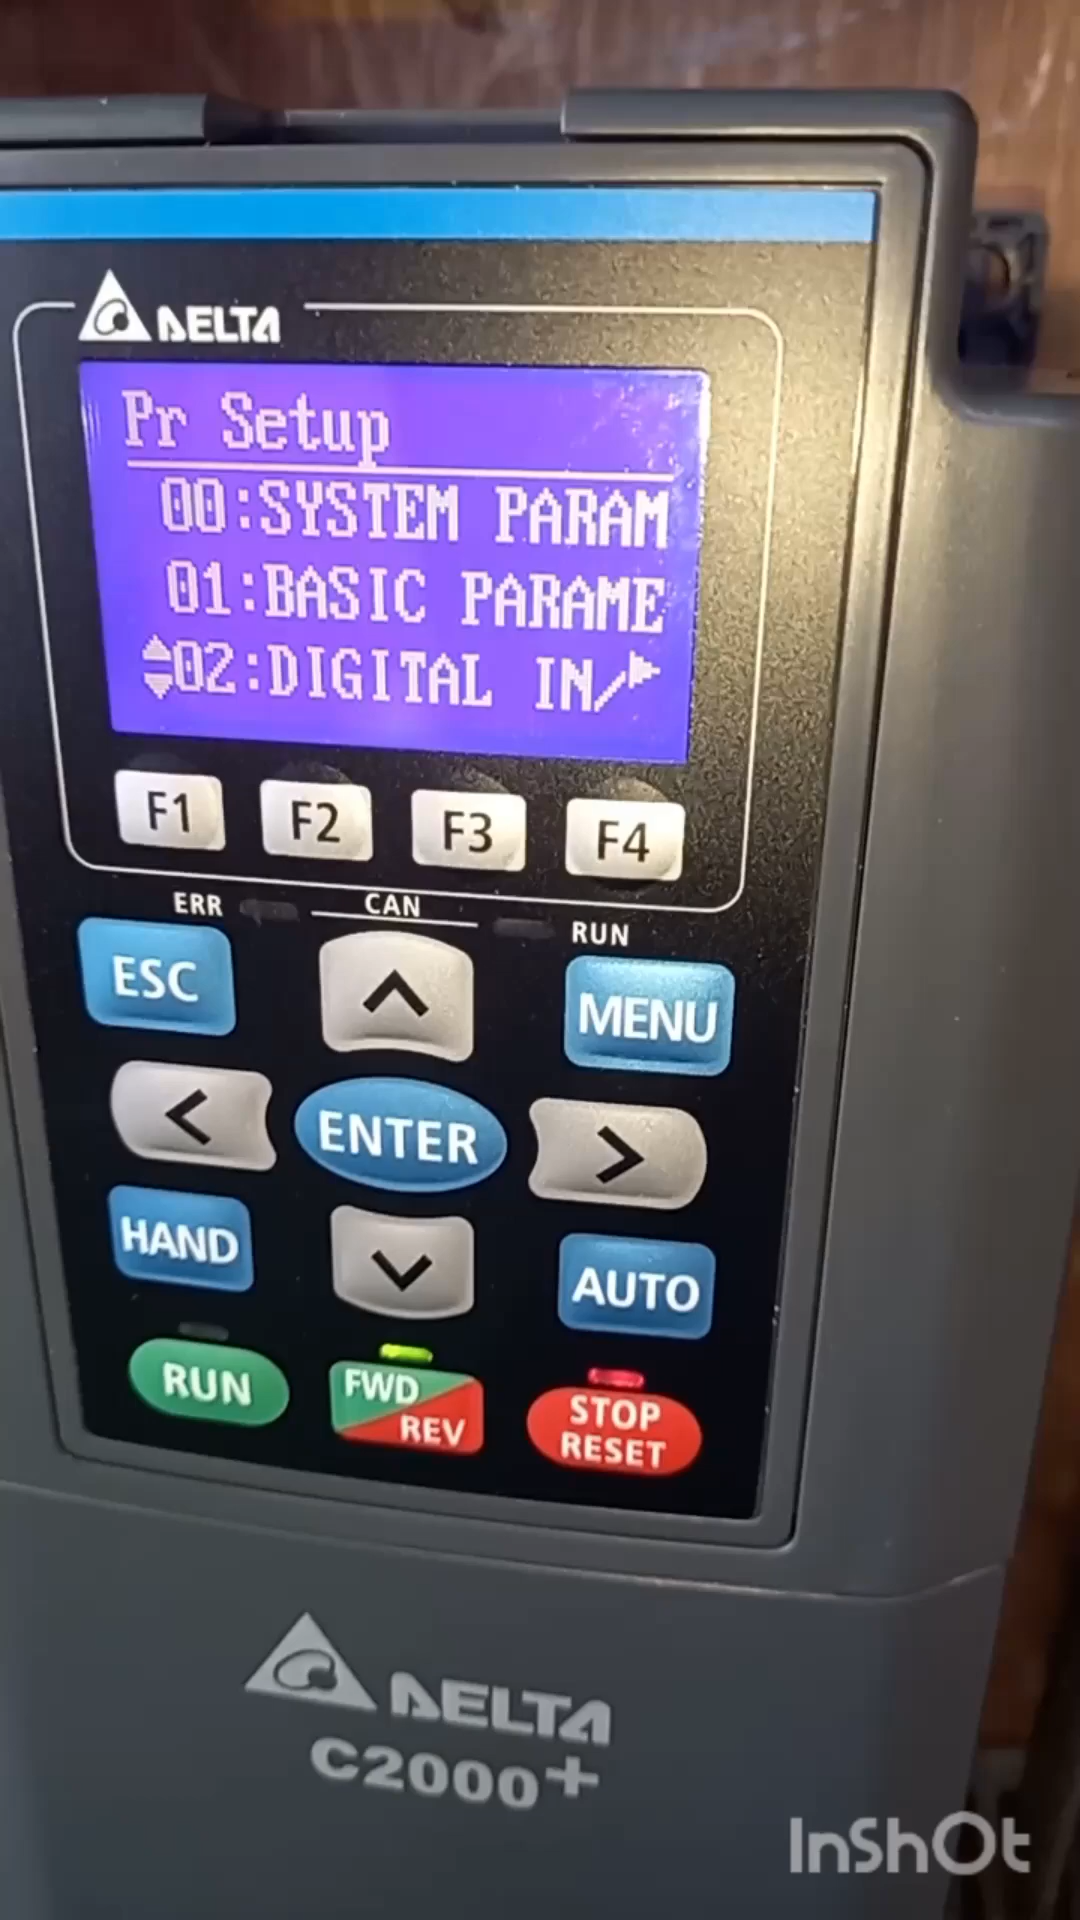 DELTA
Pr Setup
00:SYSTEM PARAM
01:BASIC PARAME
02:DIGITAL IN/
F1 F2 F3 F4
ERR CAN RUN
ESC MENU
ENTER
HAND AUTO
RUN FWD REV STOP RESET
DELTA
C2000+
InShOt